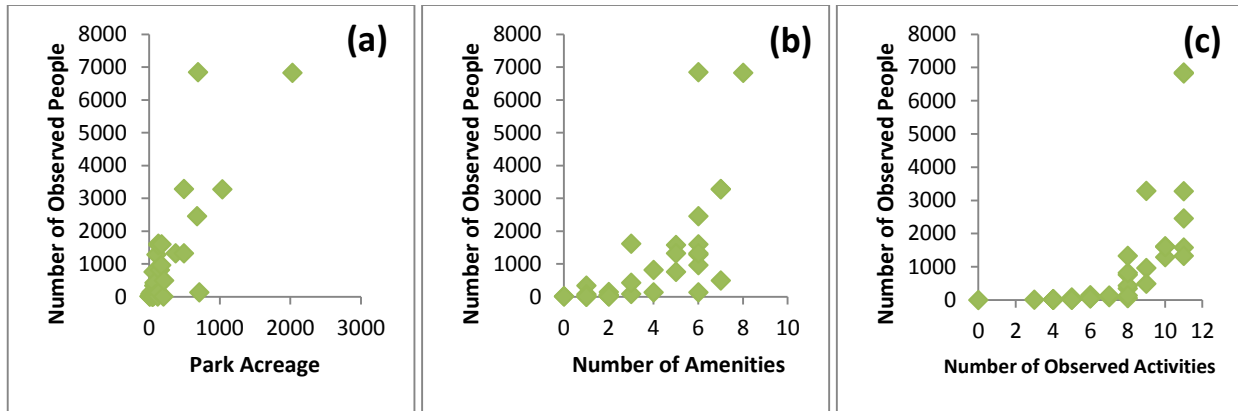 (a)
Number of Observed People
8000
7000
6000
5000
4000
3000
2000
1000
0
0 1000 2000 3000
Park Acreage
(b)
Number of Observed People
8000
7000
6000
5000
4000
3000
2000
1000
0
0 2 4 6 8 10
Number of Amenities
(c)
Number of Observed People
8000
7000
6000
5000
4000
3000
2000
1000
0
0 2 4 6 8 10 12
Number of Observed Activities